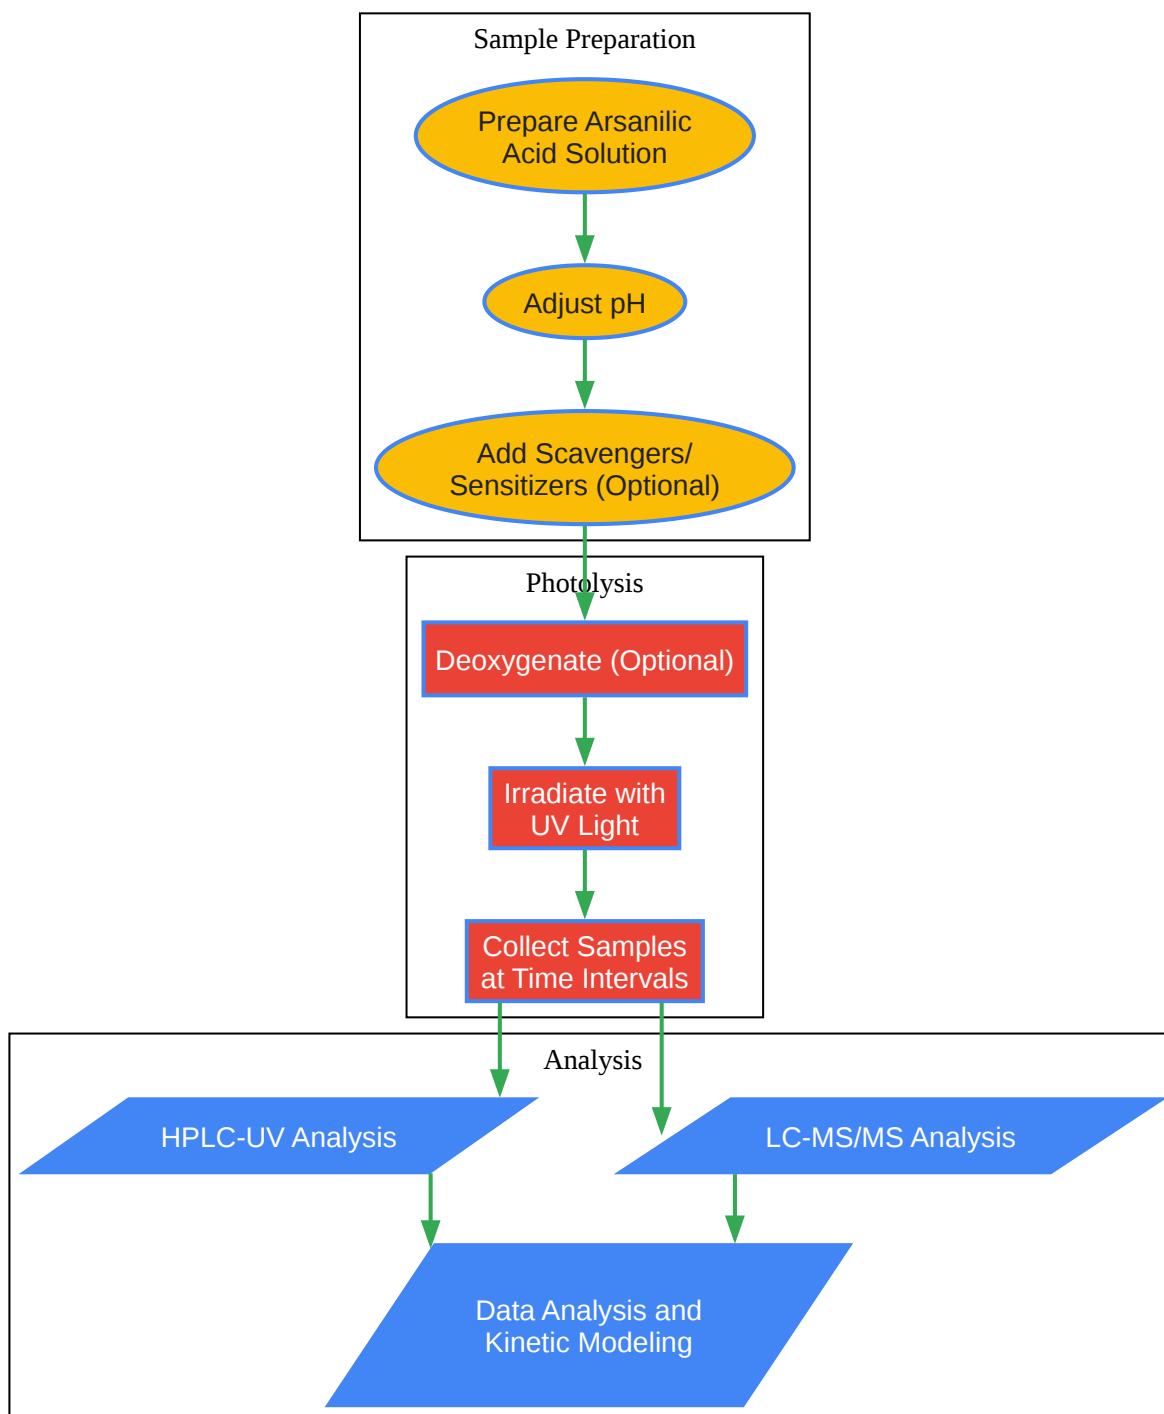 Sample Preparation
Prepare Arsanilic
Acid Solution
Adjust pH
Add Scavengers/
Sensitizers (Optional)
Photolysis
Deoxygenate (Optional)
Irradiate with
UV Light
Collect Samples
at Time Intervals
Analysis
HPLC-UV Analysis
LC-MS/MS Analysis
Data Analysis and
Kinetic Modeling